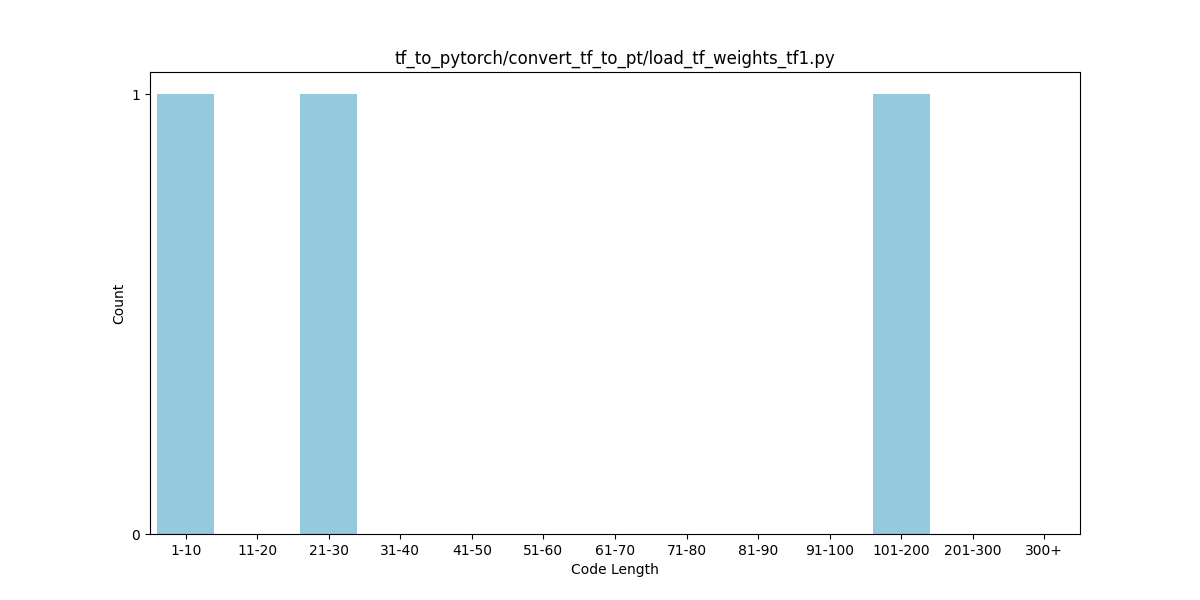 tf_to_pytorch/convert_tf_to_pt/load_tf_weights_tf1.py
1
Count
0
1-10 11-20 21-30 31-40 41-50 51-60 61-70 71-80 81-90 91-100 101-200 201-300 300+
Code Length